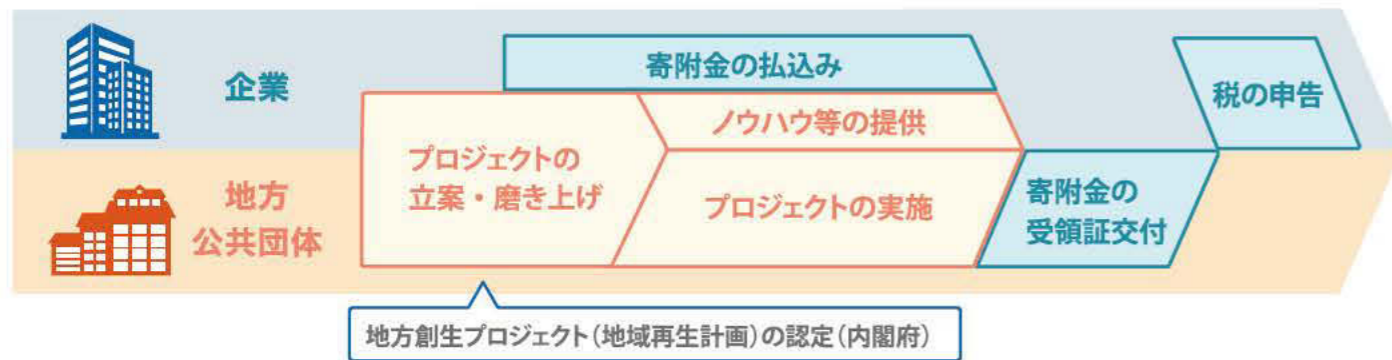 企業
寄附金の払込み
税の申告
ノウハウ等の提供
プロジェクトの
立案・磨き上げ
地方
公共団体
プロジェクトの実施
寄附金の
受領証交付
地方創生プロジェクト(地域再生計画)の認定(内閣府)